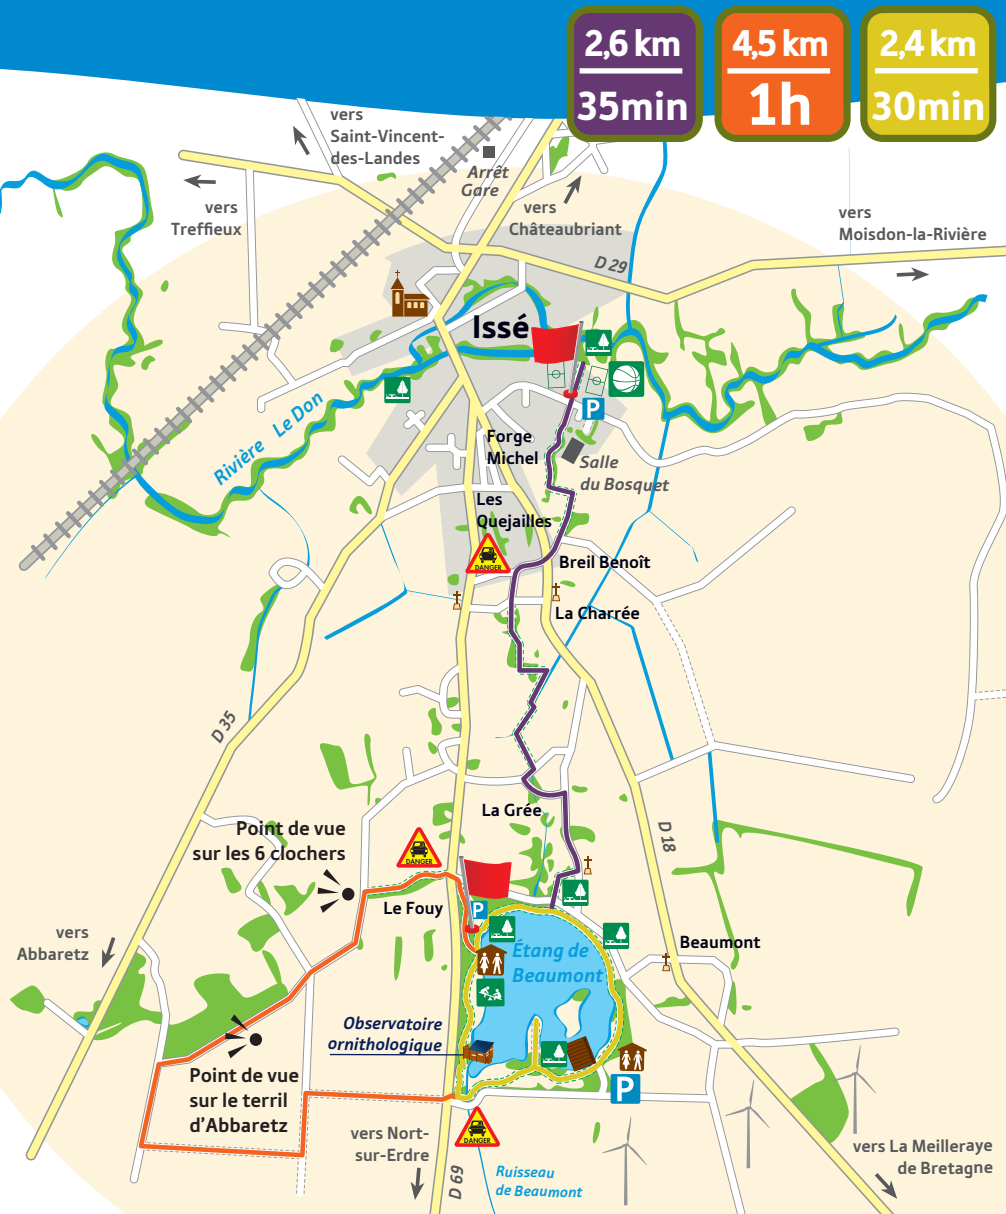 2,6 km
35min
4,5 km
1h
2,4 km
30min
vers
Saint-Vincent-
des-Landes
Arrêt
Gare
vers
Treffieux
vers
Châteaubriant
vers
Moisdon-la-Rivière
D 29
Issé
Rivière Le Don
P
Forge
Michel
Salle
du Bosquet
Les
Quejailles
DANGER
Breil Benoît
La Charrée
D 35
La Grée
D 18
Point de vue
sur les 6 clochers
DANGER
Le Fouy
P
vers
Abbaretz
Beaumont
Étang de
Beaumont
Observatoire
ornithologique
Point de vue
sur le terril
d'Abbaretz
P
DANGER
vers Nort-
sur-Erdre
D 69
Ruisseau
de Beaumont
vers La Meilleraye
de Bretagne